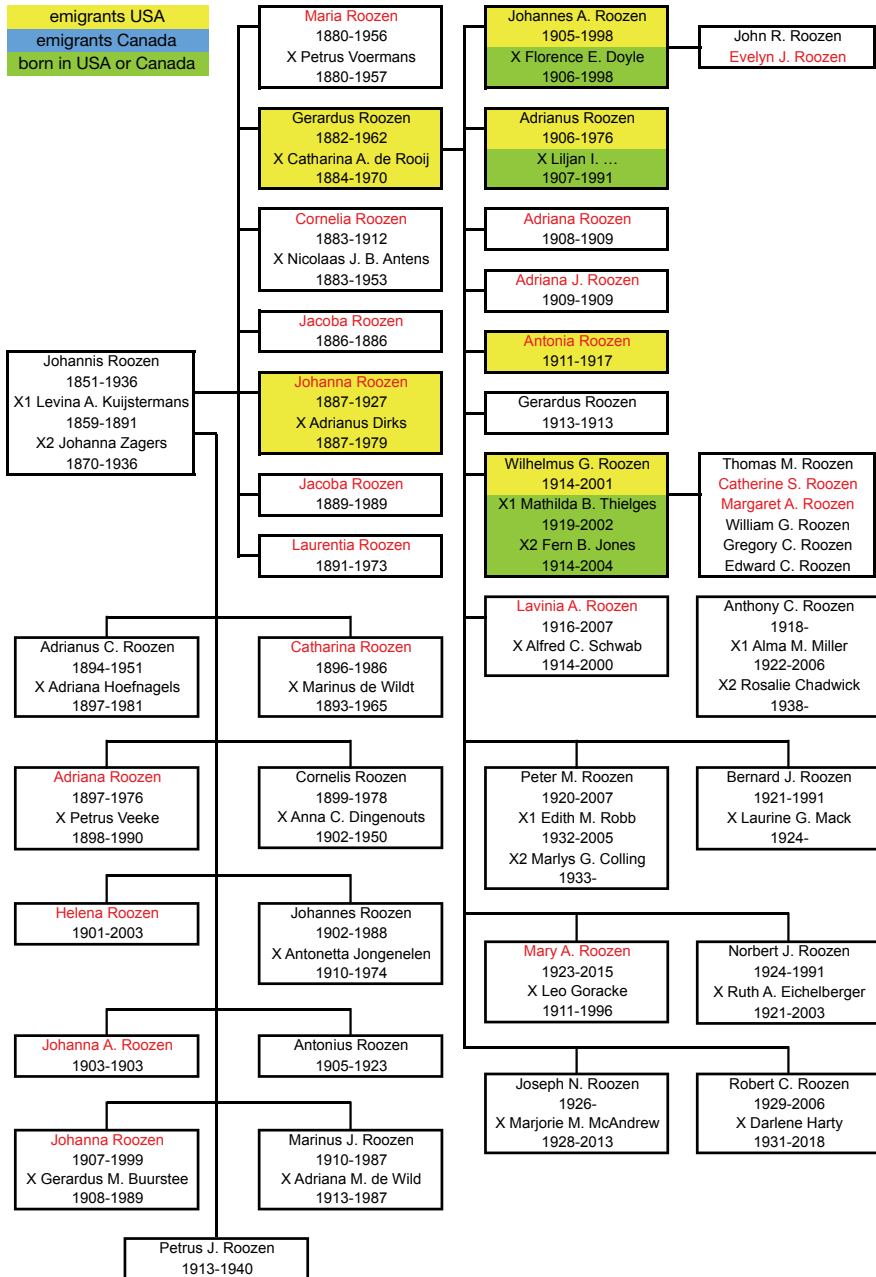 emigrants USA
emigrants Canada
born in USA or Canada
Johannis Roozen
1851-1936
X1 Levina A. Kuijstermans
1859-1891
X2 Johanna Zagers
1870-1936
Maria Roozen
1880-1956
X Petrus Voermans
1880-1957
Gerardus Roozen
1882-1962
X Catharina A. de Rooij
1884-1970
Cornelia Roozen
1883-1912
X Nicolaas J. B. Antens
1883-1953
Jacoba Roozen
1886-1886
Johanna Roozen
1887-1927
X Adrianus Dirks
1887-1979
Jacoba Roozen
1889-1989
Laurentia Roozen
1891-1973
Adrianus C. Roozen
1894-1951
X Adriana Hoefnagels
1897-1981
Catharina Roozen
1896-1986
X Marinus de Wildt
1893-1965
Adriana Roozen
1897-1976
X Petrus Veeke
1898-1990
Cornelis Roozen
1899-1978
X Anna C. Dingenouts
1902-1950
Helena Roozen
1901-2003
Johannes Roozen
1902-1988
X Antonetta Jongenelen
1910-1974
Johanna A. Roozen
1903-1903
Antonius Roozen
1905-1923
Johanna Roozen
1907-1999
X Gerardus M. Buurstee
1908-1989
Marinus J. Roozen
1910-1987
X Adriana M. de Wild
1913-1987
Petrus J. Roozen
1913-1940
Johannes A. Roozen
1905-1998
X Florence E. Doyle
1906-1998
John R. Roozen
Evelyn J. Roozen
Adrianus Roozen
1906-1976
X Liljan I. …
1907-1991
Adriana Roozen
1908-1909
Adriana J. Roozen
1909-1909
Antonia Roozen
1911-1917
Gerardus Roozen
1913-1913
Wilhelmus G. Roozen
1914-2001
X1 Mathilda B. Thielges
1919-2002
X2 Fern B. Jones
1914-2004
Thomas M. Roozen
Catherine S. Roozen
Margaret A. Roozen
William G. Roozen
Gregory C. Roozen
Edward C. Roozen
Lavinia A. Roozen
1916-2007
X Alfred C. Schwab
1914-2000
Anthony C. Roozen
1918-
X1 Alma M. Miller
1922-2006
X2 Rosalie Chadwick
1938-
Peter M. Roozen
1920-2007
X1 Edith M. Robb
1932-2005
X2 Marlys G. Colling
1933-
Bernard J. Roozen
1921-1991
X Laurine G. Mack
1924-
Mary A. Roozen
1923-2015
X Leo Goracke
1911-1996
Norbert J. Roozen
1924-1991
X Ruth A. Eichelberger
1921-2003
Joseph N. Roozen
1926-
X Marjorie M. McAndrew
1928-2013
Robert C. Roozen
1929-2006
X Darlene Harty
1931-2018